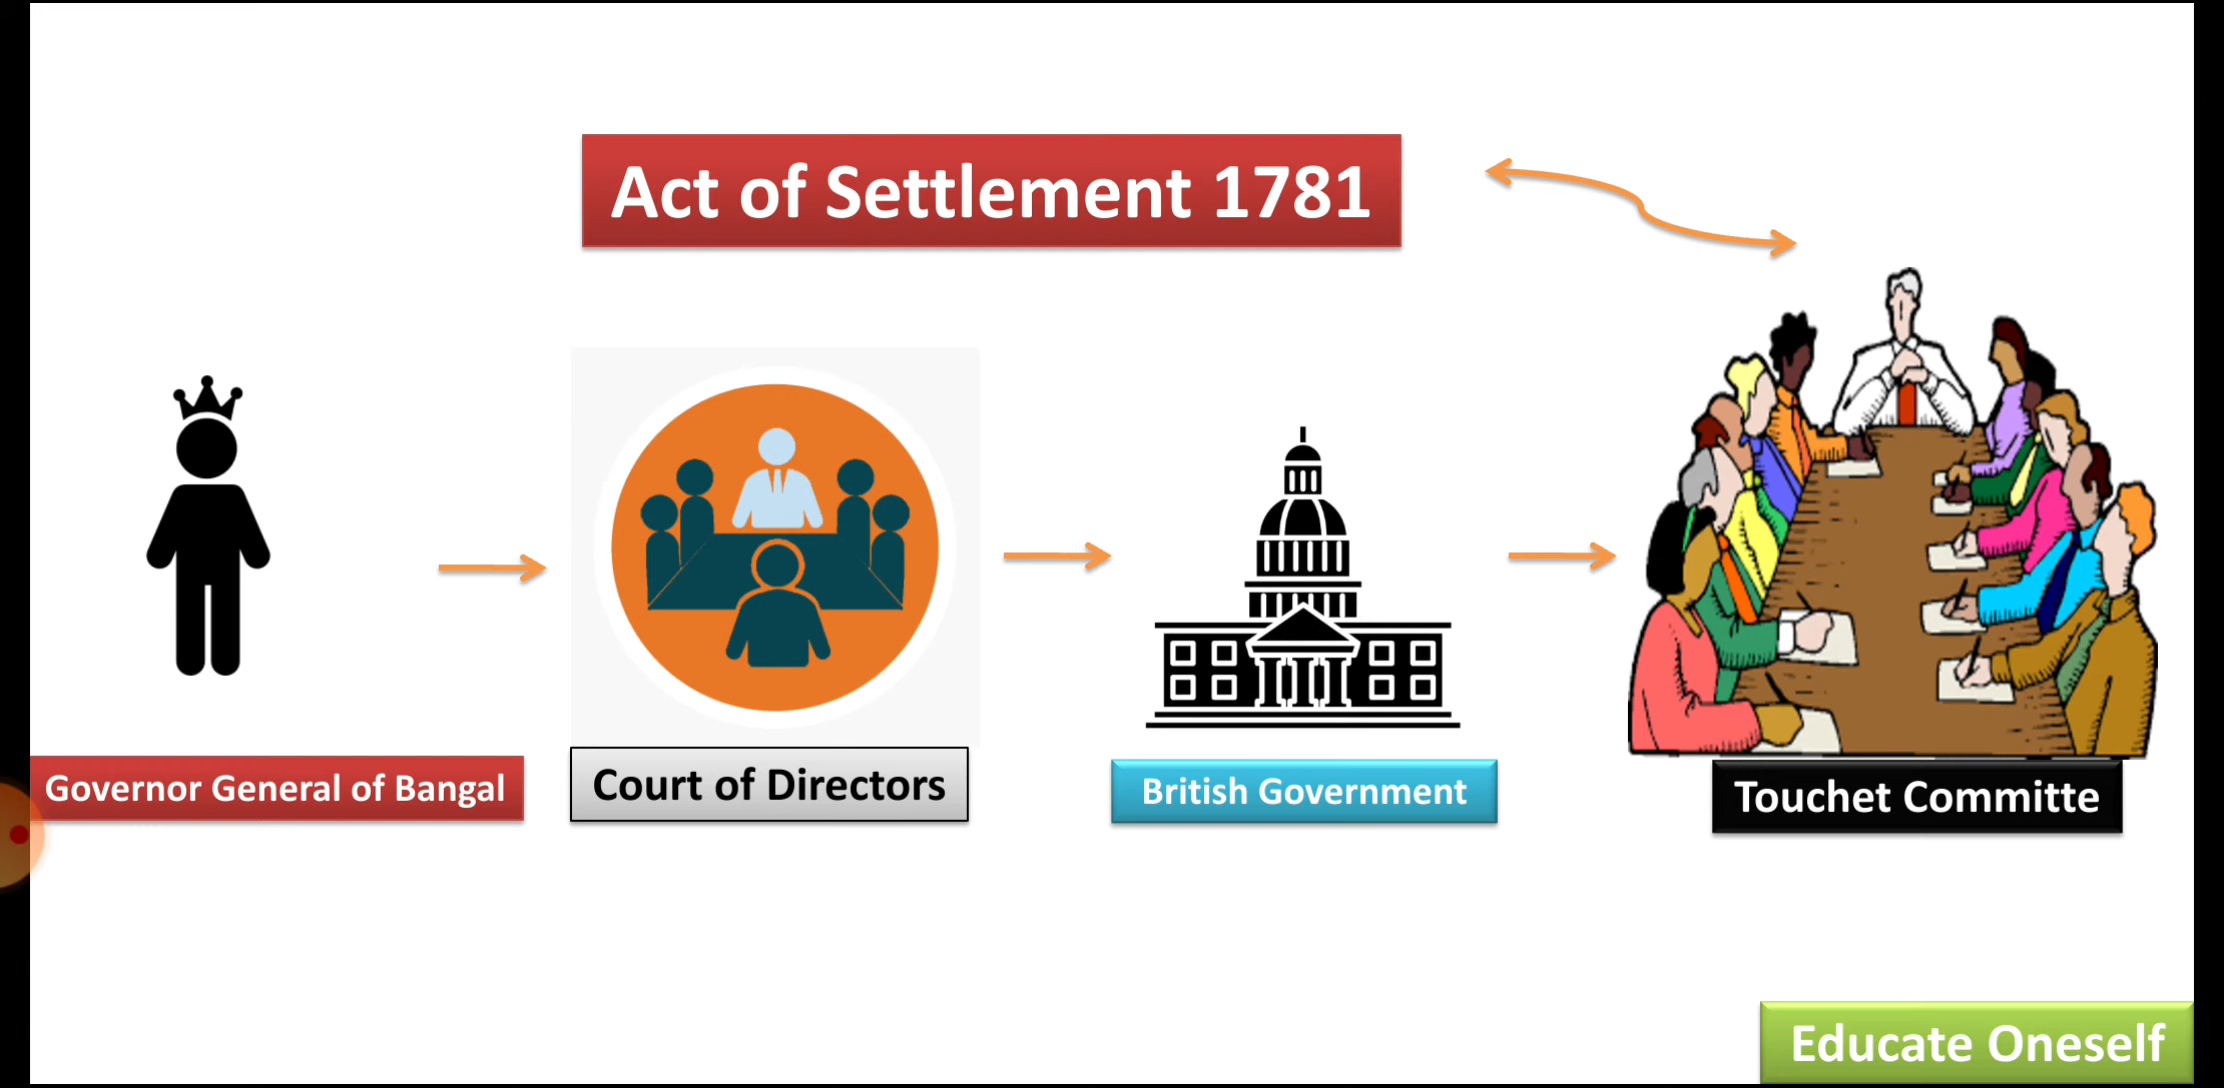 Act of Settlement 1781
Governor General of Bangal
Court of Directors
British Government
Touchet Committe
Educate Oneself